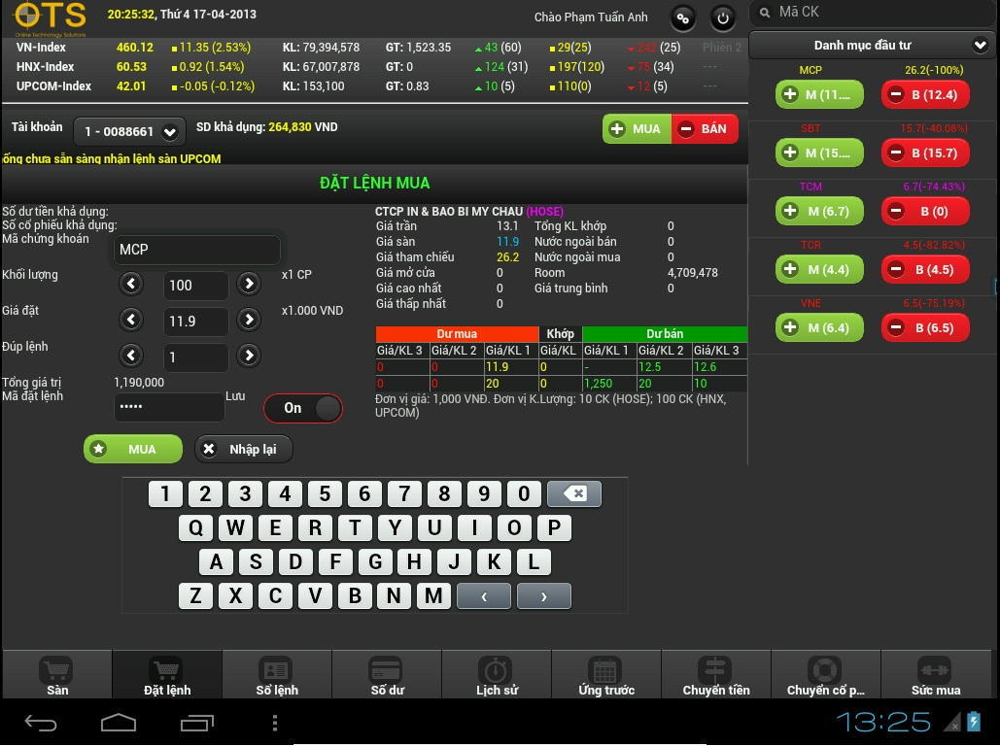 OTS
Online Technology Solutions
20:25:32, Thứ 4 17-04-2013
Chào Phạm Tuấn Anh
Mã CK
VN-Index 460.12 11.35 (2.53%) KL: 79,394,578 GT: 1,523.35 43 (60) 29(25) 242 (25) Phiên 2
HNX-Index 60.53 0.92 (1.54%) KL: 67,007,878 GT: 0 124 (31) 197(120) 75 (34) ---
UPCOM-Index 42.01 -0.05 (-0.12%) KL: 153,100 GT: 0.83 10 (5) 110(0) 12 (5) ---
Tài khoản 1 - 0088661 SD khả dụng: 264,830 VND MUA BÁN
ống chưa sẵn sàng nhận lệnh sàn UPCOM
ĐẶT LỆNH MUA
Số dư tiền khả dụng:
Số cổ phiếu khả dụng:
Mã chứng khoán MCP
Khối lượng 100 x1 CP
Giá đặt 11.9 x1.000 VND
Đúp lệnh 1
Tổng giá trị 1,190,000
Mã đặt lệnh ••••• Lưu On
MUA Nhập lại
CTCP IN & BAO BI MY CHAU (HOSE)
Giá trần 13.1 Tổng KL khớp 0
Giá sàn 11.9 Nước ngoài bán 0
Giá tham chiếu 26.2 Nước ngoài mua 0
Giá mở cửa 0 Room 4,709,478
Giá cao nhất 0 Giá trung bình 0
Giá thấp nhất 0
Dư mua Khớp Dư bán
Giá/KL 3 Giá/KL 2 Giá/KL 1 Giá/KL Giá/KL 1 Giá/KL 2 Giá/KL 3
0 0 11.9 0 - 12.5 12.6
0 0 20 0 1,250 20 10
Đơn vị giá: 1,000 VNĐ. Đơn vị K.Lượng: 10 CK (HOSE); 100 CK (HNX,
UPCOM)
Danh mục đầu tư
MCP 26.2(-100%)
M (11.... B (12.4)
SBT 15.7(-40.08%)
M (15.... B (15.7)
TCM 6.7(-74.43%)
M (6.7) B (0)
TCR 4.5(-82.82%)
M (4.4) B (4.5)
VNE 6.5(-75.19%)
M (6.4) B (6.5)
1 2 3 4 5 6 7 8 9 0
Q W E R T Y U I O P
A S D F G H J K L
Z X C V B N M ‹ ›
Sàn Đặt lệnh Sổ lệnh Số dư Lịch sử Ứng trước Chuyển tiền Chuyển cổ p... Sức mua
13:25